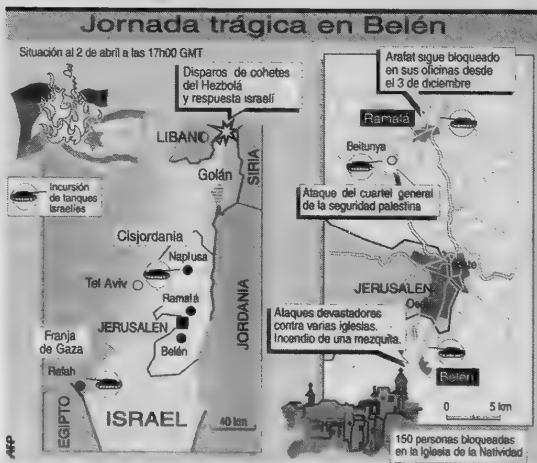 Jornada trágica en Belén
Situación al 2 de abril a las 17h00 GMT
Disparos de cohetes
del Hezbolá
y respuesta israelí
LIBANO
SIRIA
Golán
Incursión
de tanques
israelíes
Cisjordania
Naplusa
Tel Aviv
Ramalá
JERUSALEN
Belén
JORDANIA
Franja
de Gaza
Rafah
EGIPTO
ISRAEL
40 km
AFP
Arafat sigue bloqueado
en sus oficinas desde
el 3 de diciembre
Ramalá
Beitunya
Ataque del cuartel general
de la seguridad palestina
JERUSALEN
Ataques devastadores
contra varias iglesias.
Incendio de una mezquita.
Belén
0 5 km
150 personas bloqueadas
en la Iglesia de la Natividad